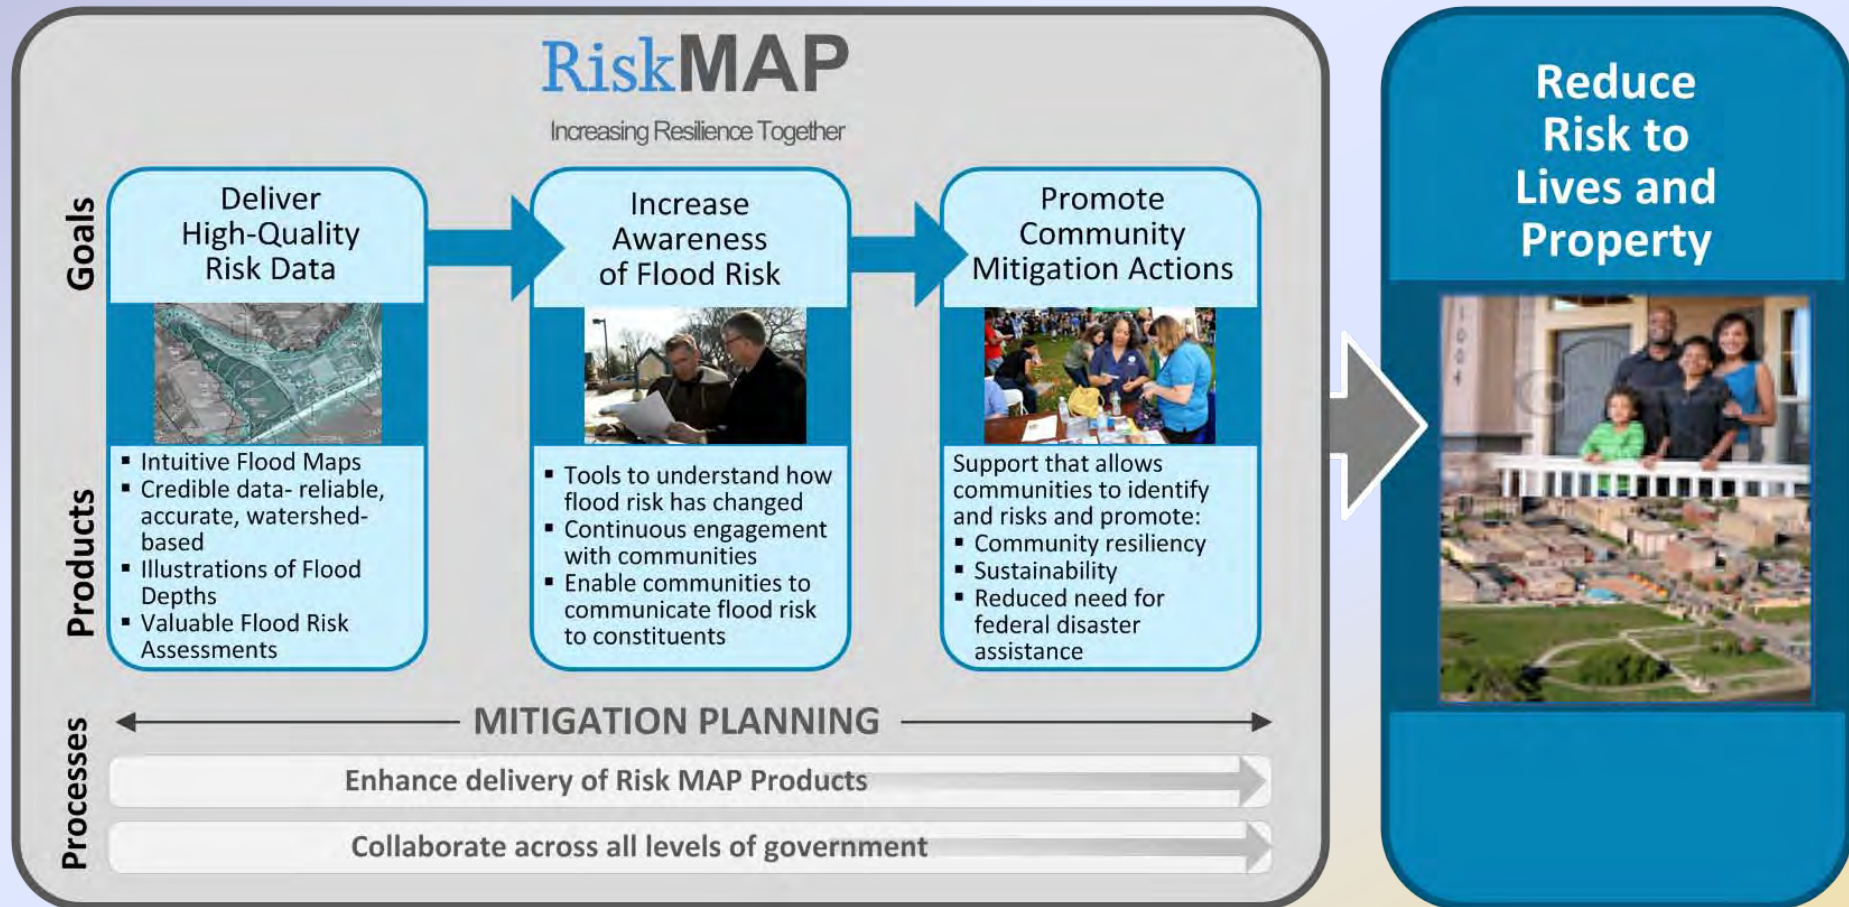 RiskMAP
Increasing Resilience Together
Goals
Deliver
High-Quality
Risk Data
Increase
Awareness
of Flood Risk
Promote
Community
Mitigation Actions
Products
▪ Intuitive Flood Maps
▪ Credible data- reliable,
accurate, watershed-
based
▪ Illustrations of Flood
Depths
▪ Valuable Flood Risk
Assessments
▪ Tools to understand how
flood risk has changed
▪ Continuous engagement
with communities
▪ Enable communities to
communicate flood risk
to constituents
Support that allows
communities to identify
and risks and promote:
▪ Community resiliency
▪ Sustainability
▪ Reduced need for
federal disaster
assistance
Processes
MITIGATION PLANNING
Enhance delivery of Risk MAP Products
Collaborate across all levels of government
Reduce
Risk to
Lives and
Property
1004